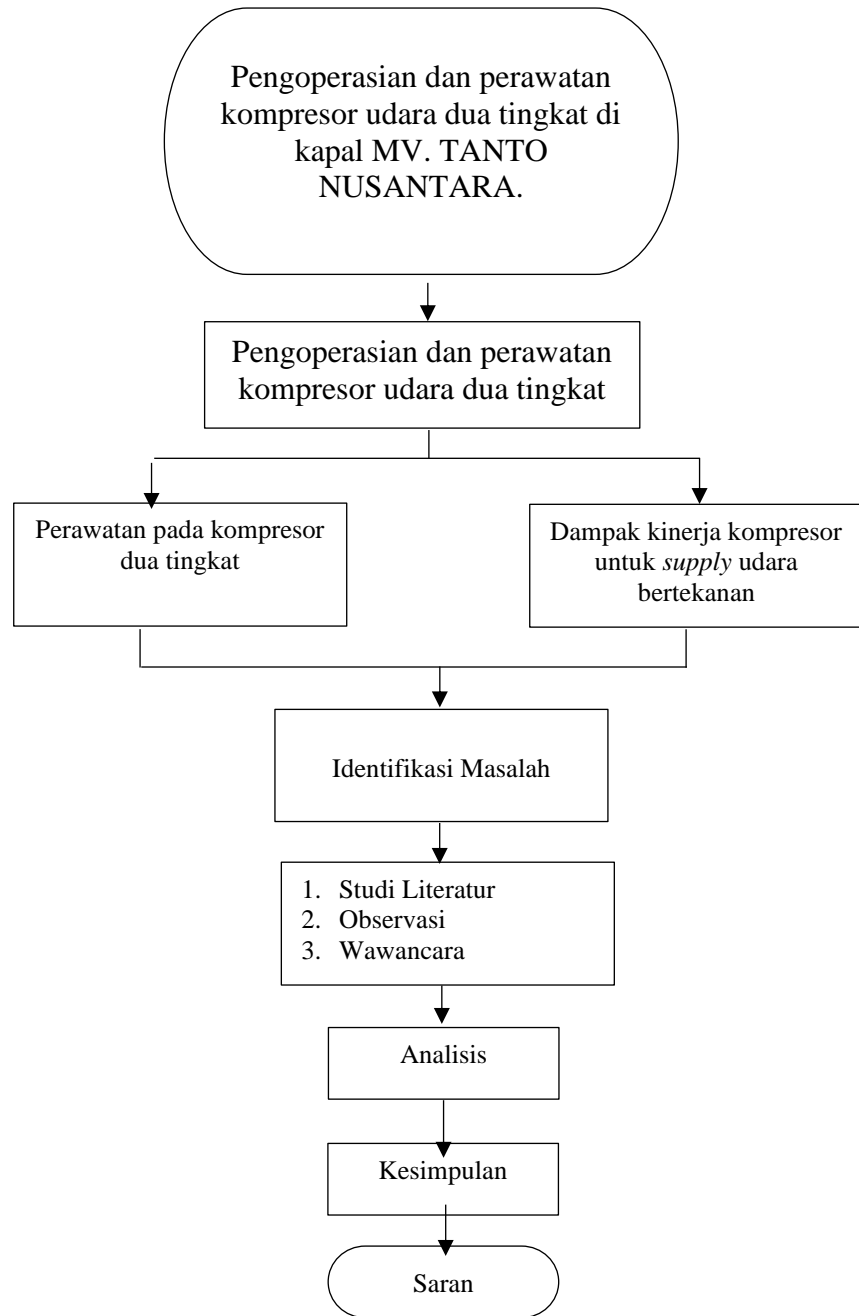 Pengoperasian dan perawatan
kompresor udara dua tingkat di
kapal MV. TANTO
NUSANTARA.
Pengoperasian dan perawatan
kompresor udara dua tingkat
Perawatan pada kompresor
dua tingkat
Dampak kinerja kompresor
untuk supply udara
bertekanan
Identifikasi Masalah
1. Studi Literatur
2. Observasi
3. Wawancara
Analisis
Kesimpulan
Saran